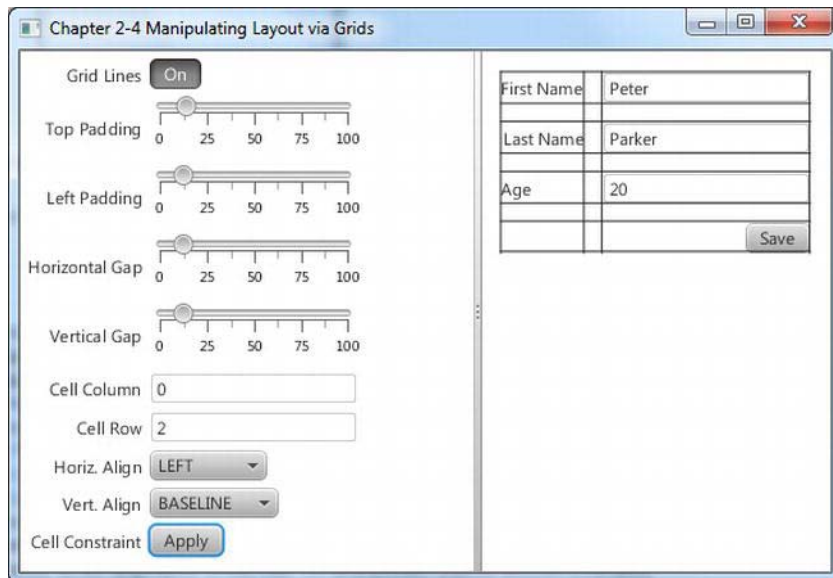 Chapter 2-4 Manipulating Layout via Grids
Grid Lines On
Top Padding
0 25 50 75 100
Left Padding
0 25 50 75 100
Horizontal Gap
0 25 50 75 100
Vertical Gap
0 25 50 75 100
Cell Column 0
Cell Row 2
Horiz. Align LEFT
Vert. Align BASELINE
Cell Constraint Apply
First Name Peter
Last Name Parker
Age 20
Save